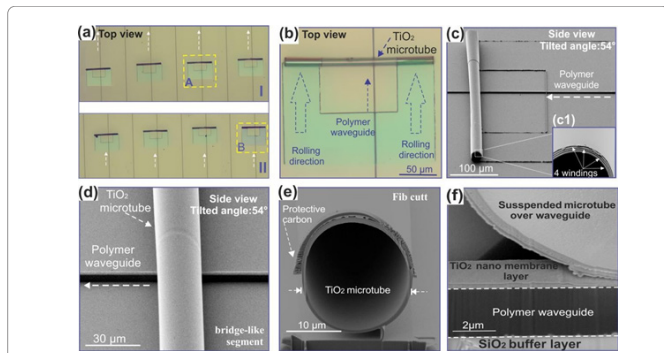 (a) Top view
A
I
B
II
(b) Top view
TiO₂
microtube
Polymer
waveguide
Rolling
direction
Rolling
direction
50 µm
(c)
Side view
Tilted angle:54°
Polymer
waveguide
(c1)
4 windings
100 µm
(d)
Side view
Tilted angle:54°
TiO₂
microtube
Polymer
waveguide
bridge-like
segment
30 µm
(e)
Fib cutt
Protective
carbon
TiO₂ microtube
10 µm
(f)
Susspended microtube
over waveguide
TiO₂ nano membrane
layer
Polymer waveguide
2µm
SiO₂ buffer layer